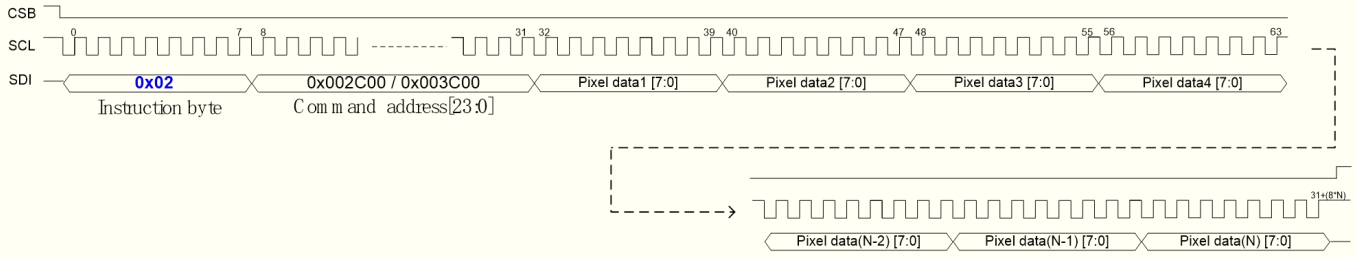 CSB
SCL 0 7 8 31 32 39 40 47 48 55 56 63
SDI 0x02 0x002C00 / 0x003C00 Pixel data1 [7:0] Pixel data2 [7:0] Pixel data3 [7:0] Pixel data4 [7:0]
Instruction byte Command address[23:0]
31+(8*N)
Pixel data(N-2) [7:0] Pixel data(N-1) [7:0] Pixel data(N) [7:0]